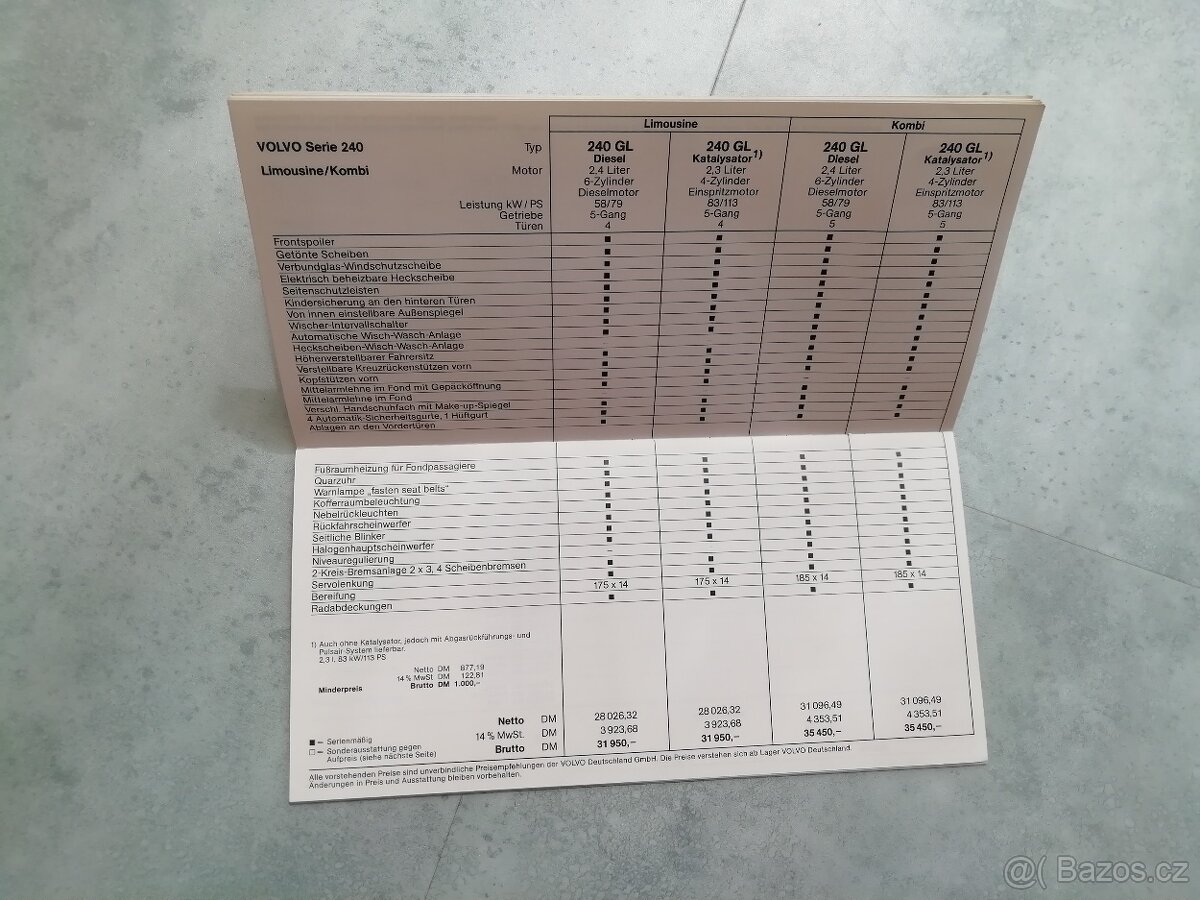 Limousine Kombi
VOLVO Serie 240 Typ 240 GL 240 GL 240 GL 240 GL
Diesel Katalysator1) Diesel Katalysator1)
Limousine/Kombi Motor 2,4 Liter 2,3 Liter 2,4 Liter 2,3 Liter
6-Zylinder 4-Zylinder 6-Zylinder 4-Zylinder
Dieselmotor Einspritzmotor Dieselmotor Einspritzmotor
Leistung kW / PS 58/79 83/113 58/79 83/113
Getriebe 5-Gang 5-Gang 5-Gang 5-Gang
Türen 4 4 5 5
Frontspoiler ■ ■ ■ ■
Getönte Scheiben ■ ■ ■ ■
Verbundglas-Windschutzscheibe ■ ■ ■ ■
Elektrisch beheizbare Heckscheibe ■ ■ ■ ■
Seitenschutzleisten ■ ■ ■ ■
Kindersicherung an den hinteren Türen ■ ■ ■ ■
Von innen einstellbare Außenspiegel ■ ■ ■ ■
Wischer-Intervallschalter ■ ■ ■ ■
Automatische Wisch-Wasch-Anlage ■ ■ ■ ■
Heckscheiben-Wisch-Wasch-Anlage – – ■ ■
Höhenverstellbarer Fahrersitz ■ ■ ■ ■
Verstellbare Kreuzrückenstützen vorn ■ ■ ■ ■
Kopfstützen vorn ■ ■ ■ ■
Mittelarmlehne im Fond mit Gepäcköffnung
Mittelarmlehne im Fond
Verschl. Handschuhfach mit Make-up-Spiegel ■ ■ ■ ■
4 Automatik-Sicherheitsgurte, 1 Hüftgurt ■ ■ ■ ■
Ablagen an den Vordertüren ■ ■ ■ ■
Fußraumheizung für Fondpassagiere ■ ■ ■ ■
Quarzuhr ■ ■ ■ ■
Warnlampe „fasten seat belts" ■ ■ ■ ■
Kofferraumbeleuchtung ■ ■ ■ ■
Nebelrückleuchten ■ ■ ■ ■
Rückfahrscheinwerfer ■ ■ ■ ■
Seitliche Blinker ■ ■ ■ ■
Halogenhauptscheinwerfer ■ ■ ■ ■
Niveauregulierung – – ■ ■
2-Kreis-Bremsanlage 2 x 3, 4 Scheibenbremsen ■ ■ ■ ■
Servolenkung ■ ■ ■ ■
Bereifung 175 x 14 175 x 14 185 x 14 185 x 14
Radabdeckungen ■ ■ ■ ■
1) Auch ohne Katalysator, jedoch mit Abgasrückführungs- und
Pulsair-System lieferbar.
2,3 l, 83 kW/113 PS
Netto DM 877,19
14 % MwSt. DM 122,81
Minderpreis Brutto DM 1.000,–
Netto DM 28 026,32 28 026,32 31 096,49 31 096,49
■ = Serienmäßig 14 % MwSt. DM 3 923,68 3 923,68 4 353,51 4 353,51
□ = Sonderausstattung gegen Brutto DM 31 950,– 31 950,– 35 450,– 35 450,–
Aufpreis (siehe nächste Seite)
Alle vorstehenden Preise sind unverbindliche Preisempfehlungen der VOLVO Deutschland GmbH. Die Preise verstehen sich ab Lager VOLVO Deutschland.
Änderungen in Preis und Ausstattung bleiben vorbehalten.
@( Bazos.cz